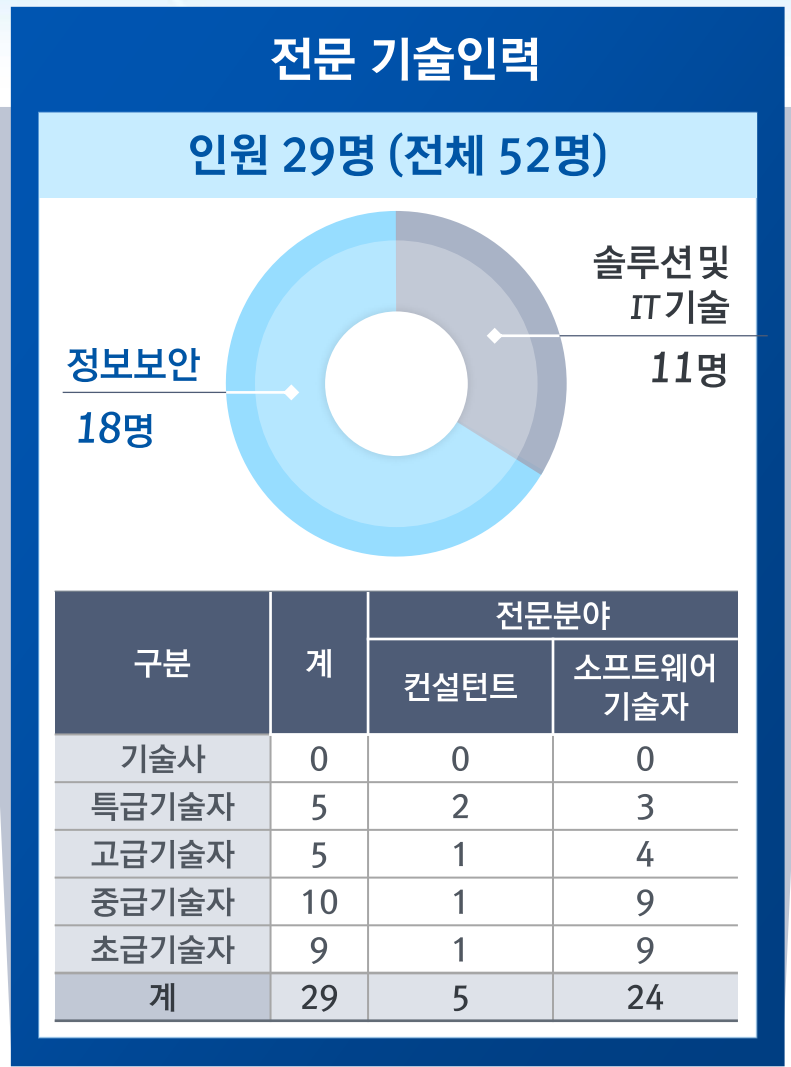 전문 기술인력
인원 29명 (전체 52명)
솔루션 및
IT 기술
11명
정보보안
18명
구분 계 전문분야
컨설턴트 소프트웨어
기술자
기술사 0 0 0
특급기술자 5 2 3
고급기술자 5 1 4
중급기술자 10 1 9
초급기술자 9 1 9
계 29 5 24